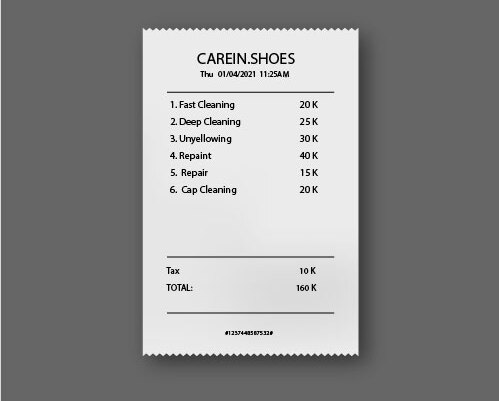 CAREIN.SHOES
Thu 01/04/2021 11:25AM
1. Fast Cleaning 20 K
2. Deep Cleaning 25 K
3. Unyellowing 30 K
4. Repaint 40 K
5. Repair 15 K
6. Cap Cleaning 20 K
Tax 10 K
TOTAL: 160 K
#1257448587532#